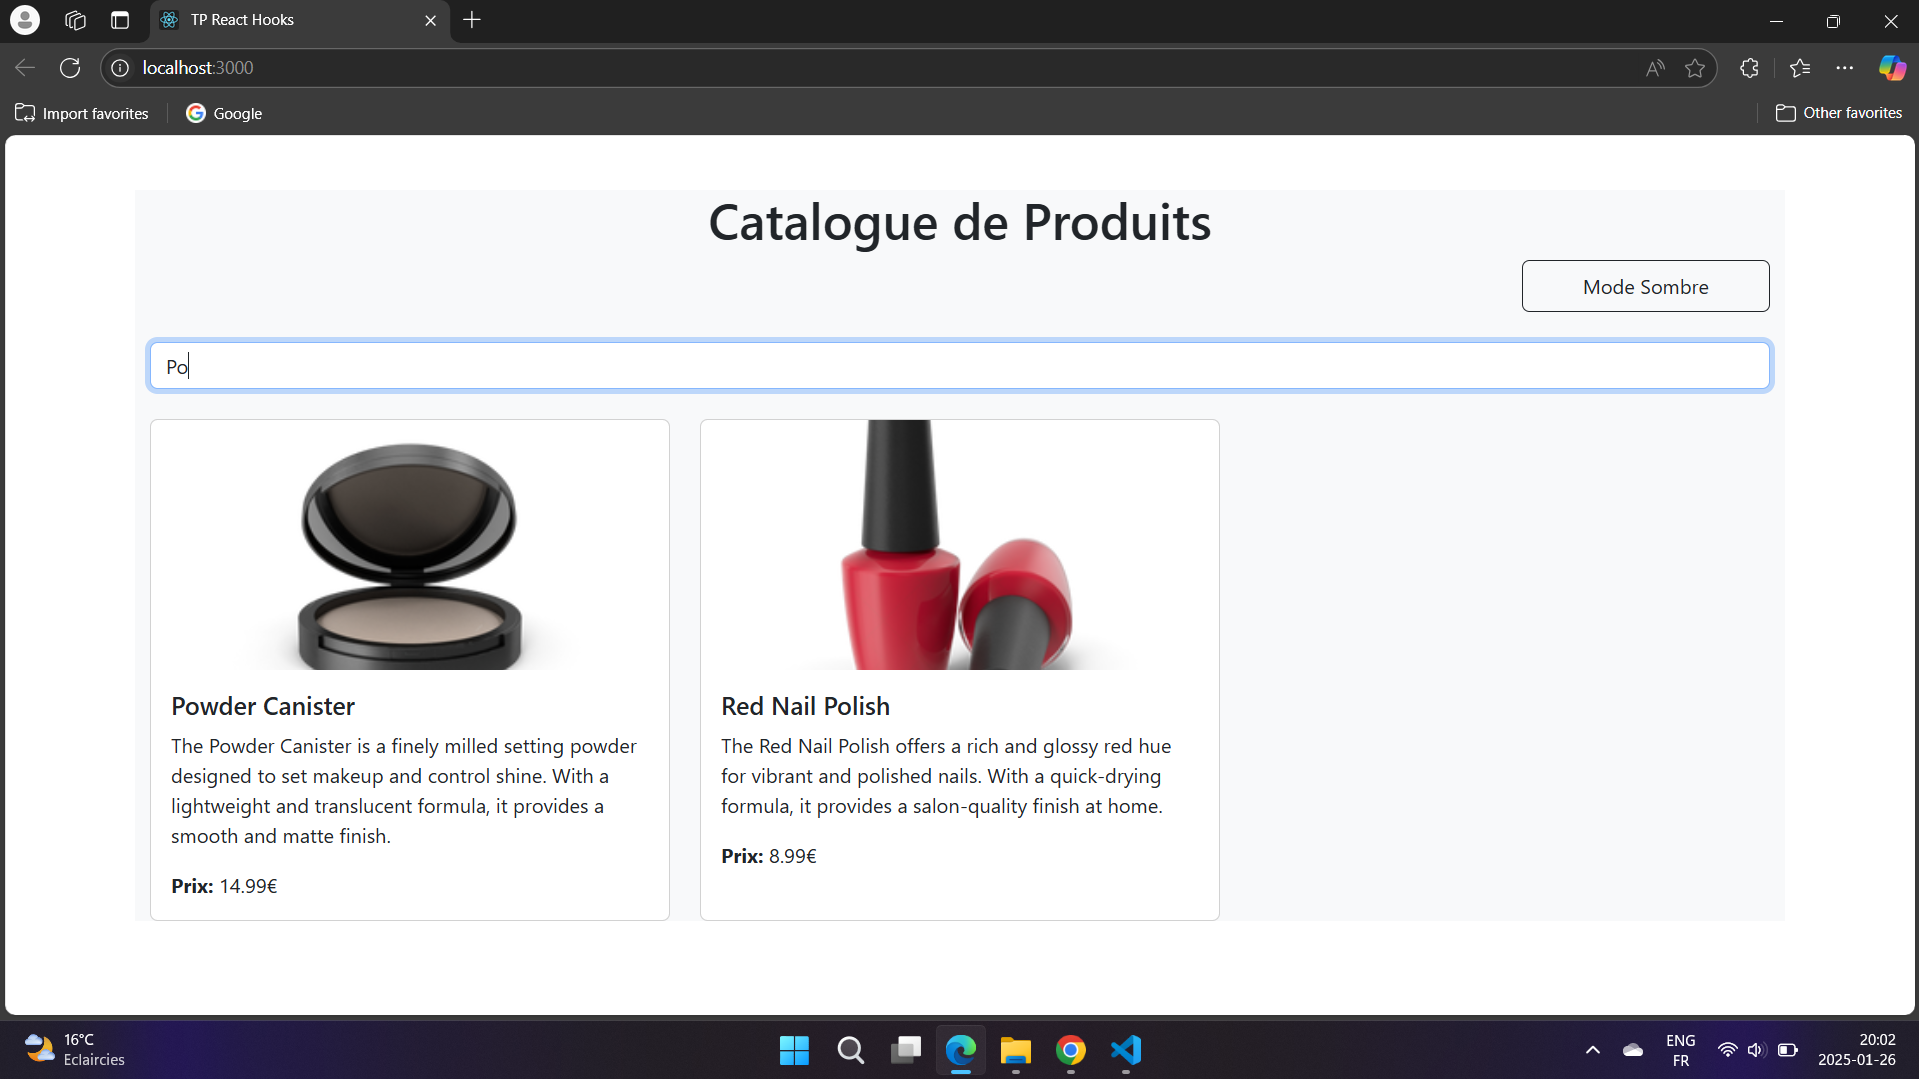 TP React Hooks
localhost:3000
Import favorites
Google
Other favorites
Catalogue de Produits
Mode Sombre
Po
Powder Canister
The Powder Canister is a finely milled setting powder
designed to set makeup and control shine. With a
lightweight and translucent formula, it provides a
smooth and matte finish.
Prix: 14.99€
Red Nail Polish
The Red Nail Polish offers a rich and glossy red hue
for vibrant and polished nails. With a quick-drying
formula, it provides a salon-quality finish at home.
Prix: 8.99€
16°C
Eclaircies
ENG
FR
20:02
2025-01-26